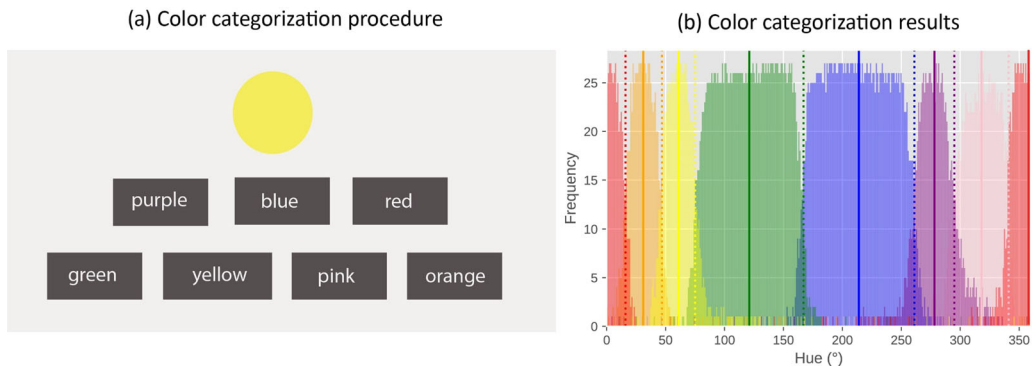 (a) Color categorization procedure
purple blue red
green yellow pink orange
(b) Color categorization results
Frequency
25
20
15
10
5
0
0 50 100 150 200 250 300 350
Hue (°)